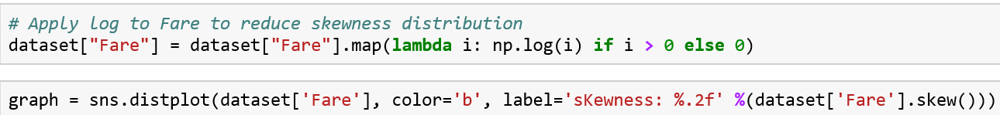 # Apply log to Fare to reduce skewness distribution
dataset["Fare"] = dataset["Fare"].map(lambda i: np.log(i) if i > 0 else 0)
graph = sns.distplot(dataset['Fare'], color='b', label='sKewness: %.2f' %(dataset['Fare'].skew()))